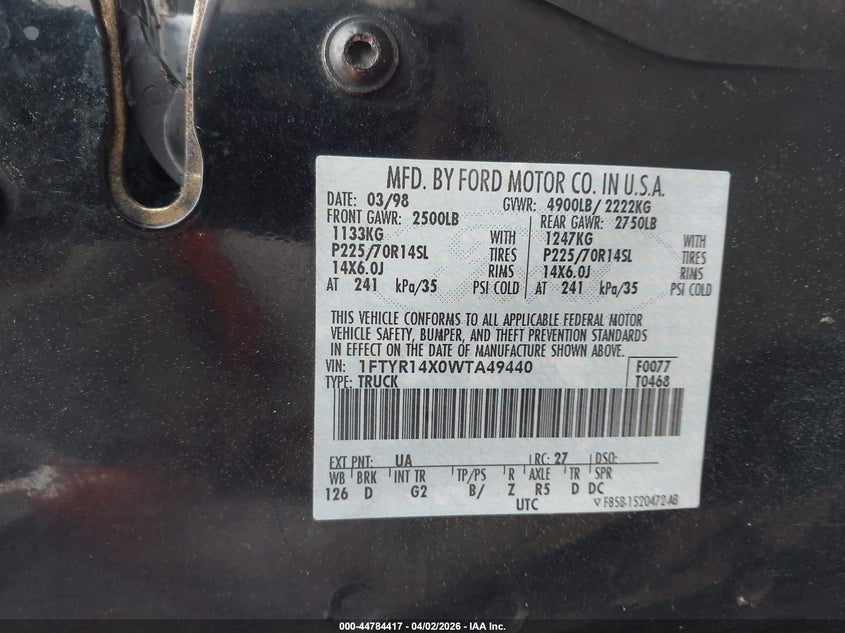 MFD. BY FORD MOTOR CO. IN U.S.A.
DATE: 03/98 GVWR: 4900LB/ 2222KG
FRONT GAWR: 2500LB REAR GAWR: 2750LB
1133KG WITH 1247KG WITH
P225/70R14SL TIRES P225/70R14SL TIRES
14X6.0J RIMS 14X6.0J RIMS
AT 241 kPa/35 PSI COLD AT 241 kPa/35 PSI COLD
THIS VEHICLE CONFORMS TO ALL APPLICABLE FEDERAL MOTOR
VEHICLE SAFETY, BUMPER, AND THEFT PREVENTION STANDARDS
IN EFFECT ON THE DATE OF MANUFACTURE SHOWN ABOVE.
VIN: 1FTYR14X0WTA49440 F0077
TYPE: TRUCK T0468
EXT PNT: UA RC: 27 DSO:
WB BRK INT TR TP/PS R AXLE TR SPR
126 D G2 B/ Z R5 D DC
UTC F85B-1520472-AB
000-44784417 - 04/02/2026 - IAA Inc.